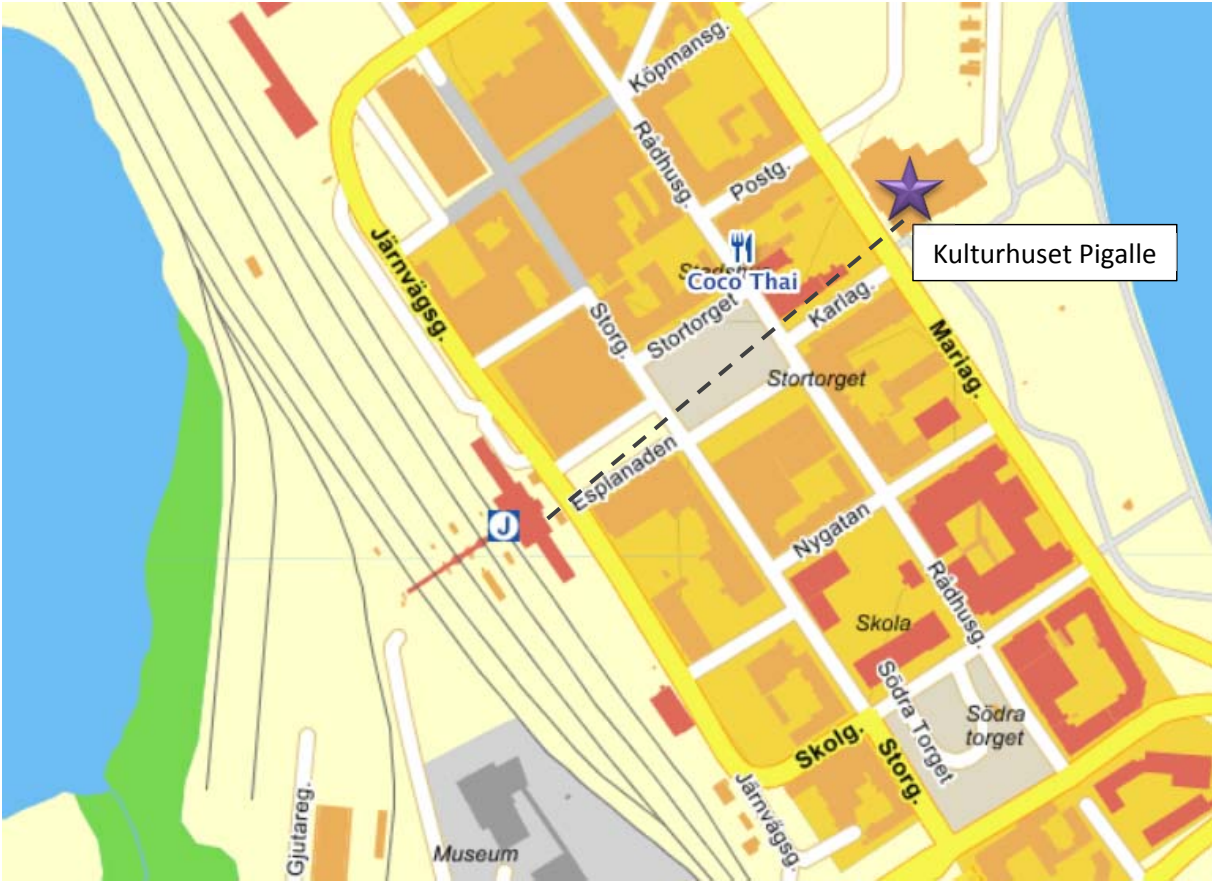 Köpmansg.
Rådhusg.
Postg.
Kulturhuset Pigalle
Järnvägsg.
Coco Thai
Storg.
Stortorget
Karlag.
Mariag.
Stortorget
Esplanaden
J
Nygatan
Rådhusg.
Skola
Södra Torget
Södra
torget
Skolg.
Storg.
Järnvägsg.
Gjutareg.
Museum